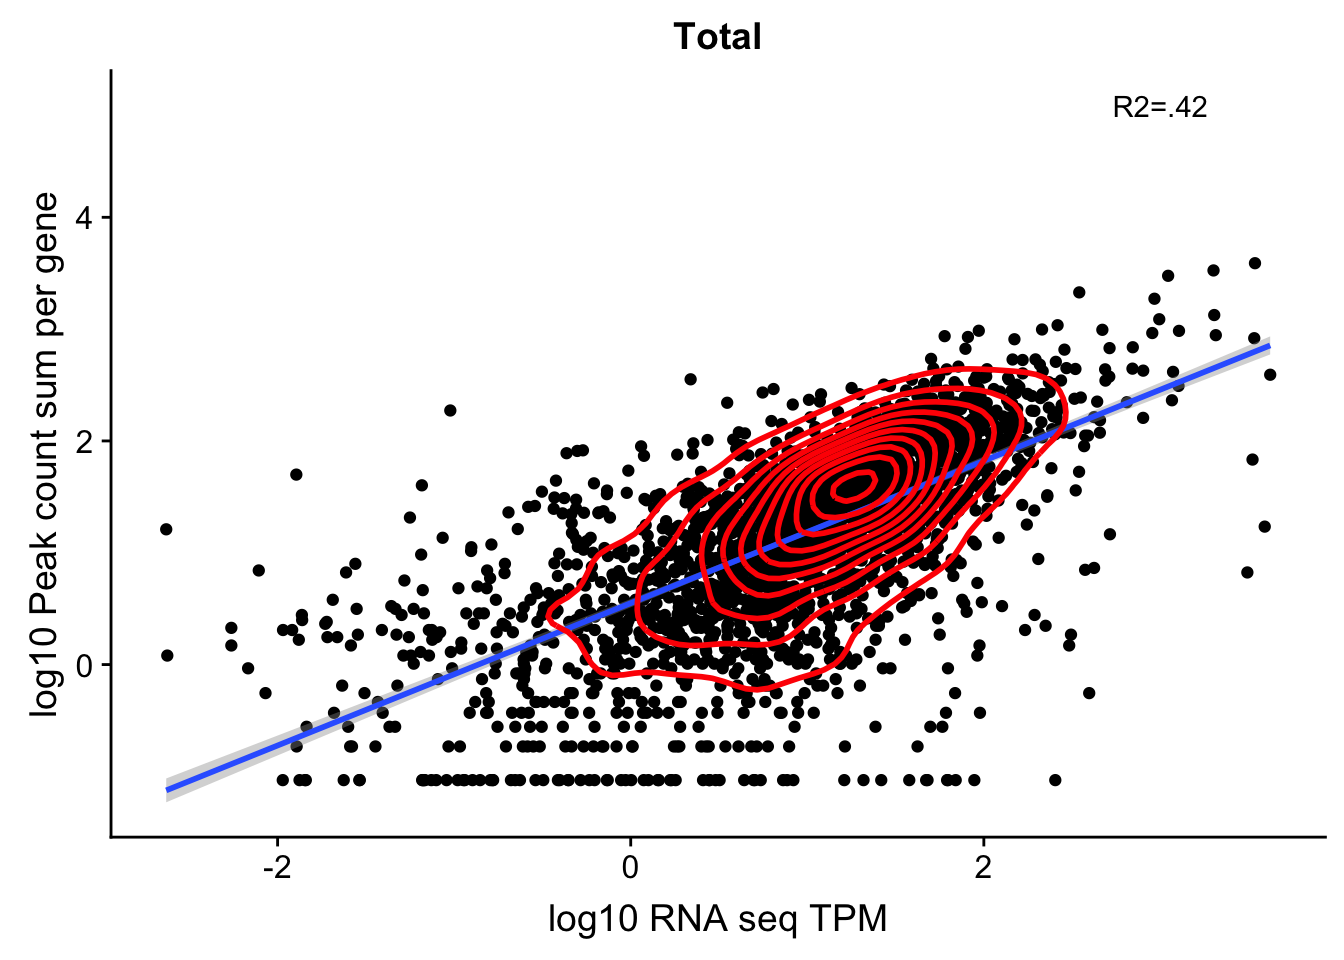 Total
R2=.42
log10 Peak count sum per gene
4
2
0
-2 0 2
log10 RNA seq TPM